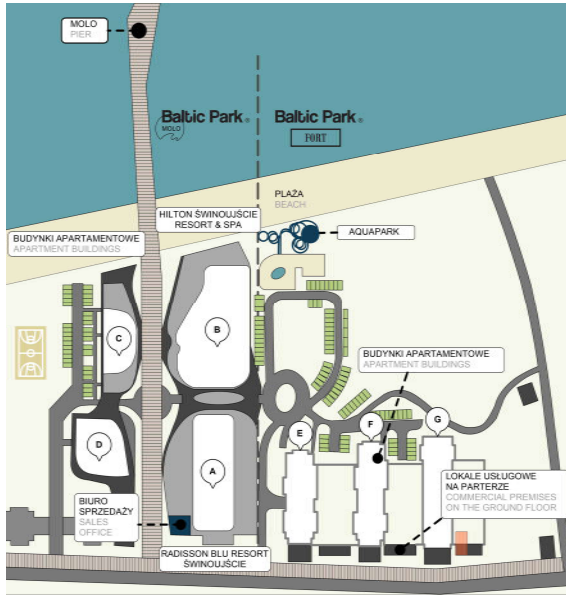 MOLO
PIER
Baltic Park®
MOLO
Baltic Park®
FORT
PLAŻA
BEACH
HILTON ŚWINOUJŚCIE
RESORT & SPA
AQUAPARK
BUDYNKI APARTAMENTOWE
APARTMENT BUILDINGS
C
B
BUDYNKI APARTAMENTOWE
APARTMENT BUILDINGS
E
F
G
D
A
LOKALE USŁUGOWE
NA PARTERZE
COMMERCIAL PREMISES
ON THE GROUND FLOOR
BIURO
SPRZEDAŻY
SALES
OFFICE
RADISSON BLU RESORT
ŚWINOUJŚCIE